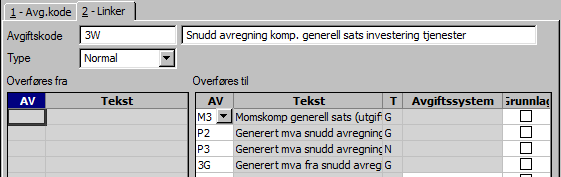 1 - Avg.kode 2 - Linker
Avgiftskode 3W Snudd avregning komp. generell sats investering tjenester
Type Normal
Overføres fra Overføres til
AV Tekst AV Tekst T Avgiftssystem Grunnlag
M3 Momskomp generell sats (utgif G
P2 Generert mva snudd avregning G
P3 Generert mva snudd avregning N
3G Generert mva fra snudd avreg G